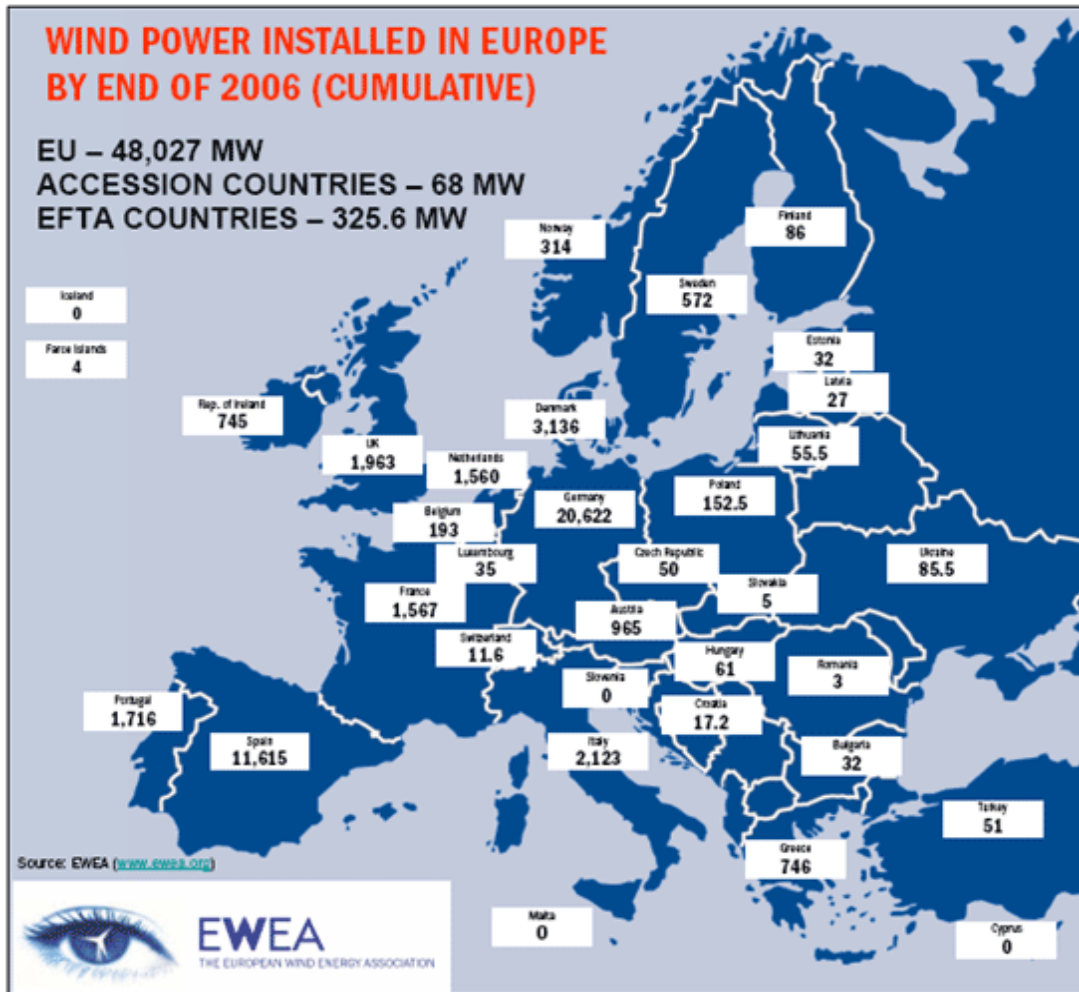 WIND POWER INSTALLED IN EUROPE
BY END OF 2006 (CUMULATIVE)
EU – 48,027 MW
ACCESSION COUNTRIES – 68 MW
EFTA COUNTRIES – 325.6 MW
Norway
314
Finland
86
Sweden
572
Iceland
0
Faroe Islands
4
Estonia
32
Latvia
27
Rep. of Ireland
745
Denmark
3,136
Lithuania
55.5
UK
1,963
Netherlands
1,560
Germany
20,622
Poland
152.5
Belgium
193
Luxembourg
35
Czech Republic
50
Ukraine
85.5
Slovakia
5
France
1,567
Austria
965
Switzerland
11.6
Hungary
61
Romania
3
Slovenia
0
Croatia
17.2
Portugal
1,716
Spain
11,615
Italy
2,123
Bulgaria
32
Turkey
51
Greece
746
Source: EWEA (www.ewea.org)
Malta
0
Cyprus
0
EWEA
THE EUROPEAN WIND ENERGY ASSOCIATION